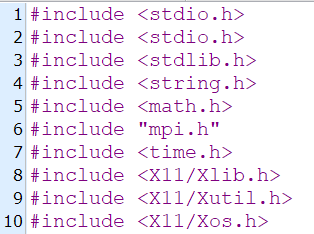 1 #include <stdio.h>
2 #include <stdio.h>
3 #include <stdlib.h>
4 #include <string.h>
5 #include <math.h>
6 #include "mpi.h"
7 #include <time.h>
8 #include <X11/Xlib.h>
9 #include <X11/Xutil.h>
10 #include <X11/Xos.h>